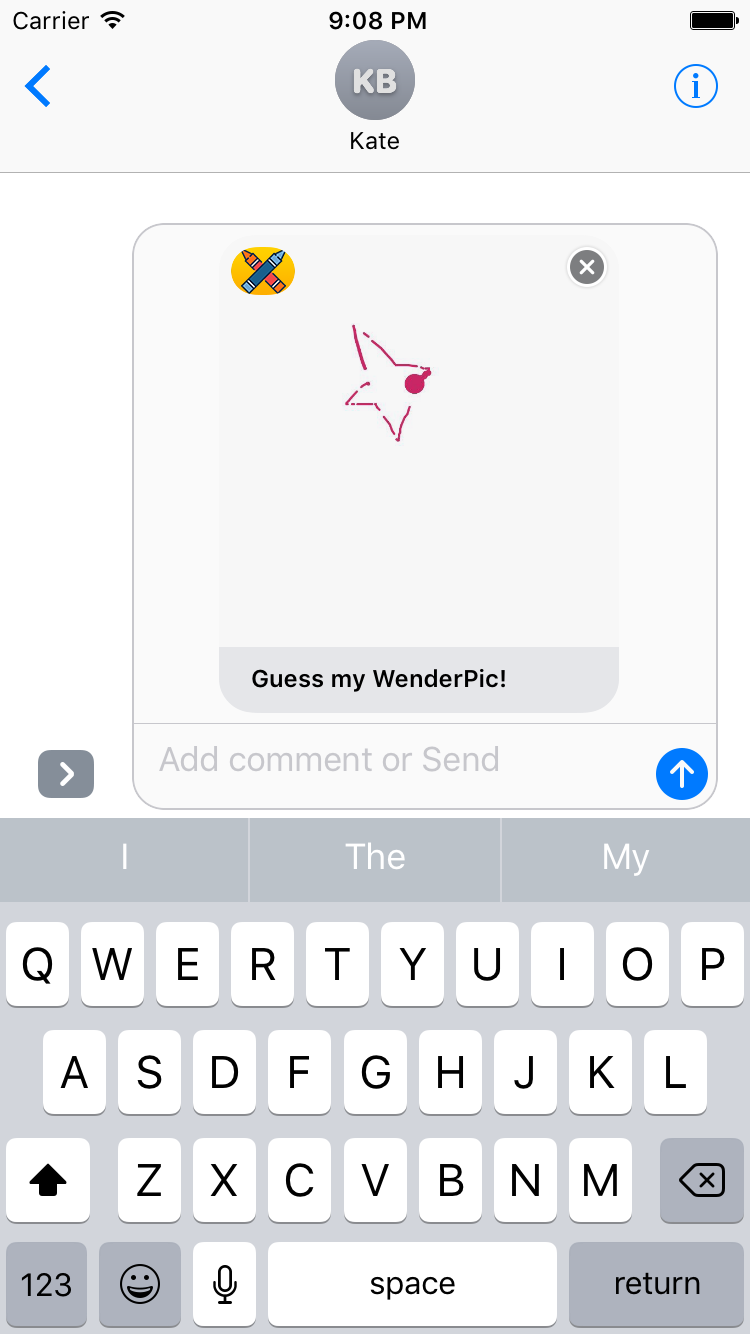 Carrier 9:08 PM
KB
Kate
Guess my WenderPic!
Add comment or Send
I The My
Q W E R T Y U I O P
A S D F G H J K L
Z X C V B N M
123 space return